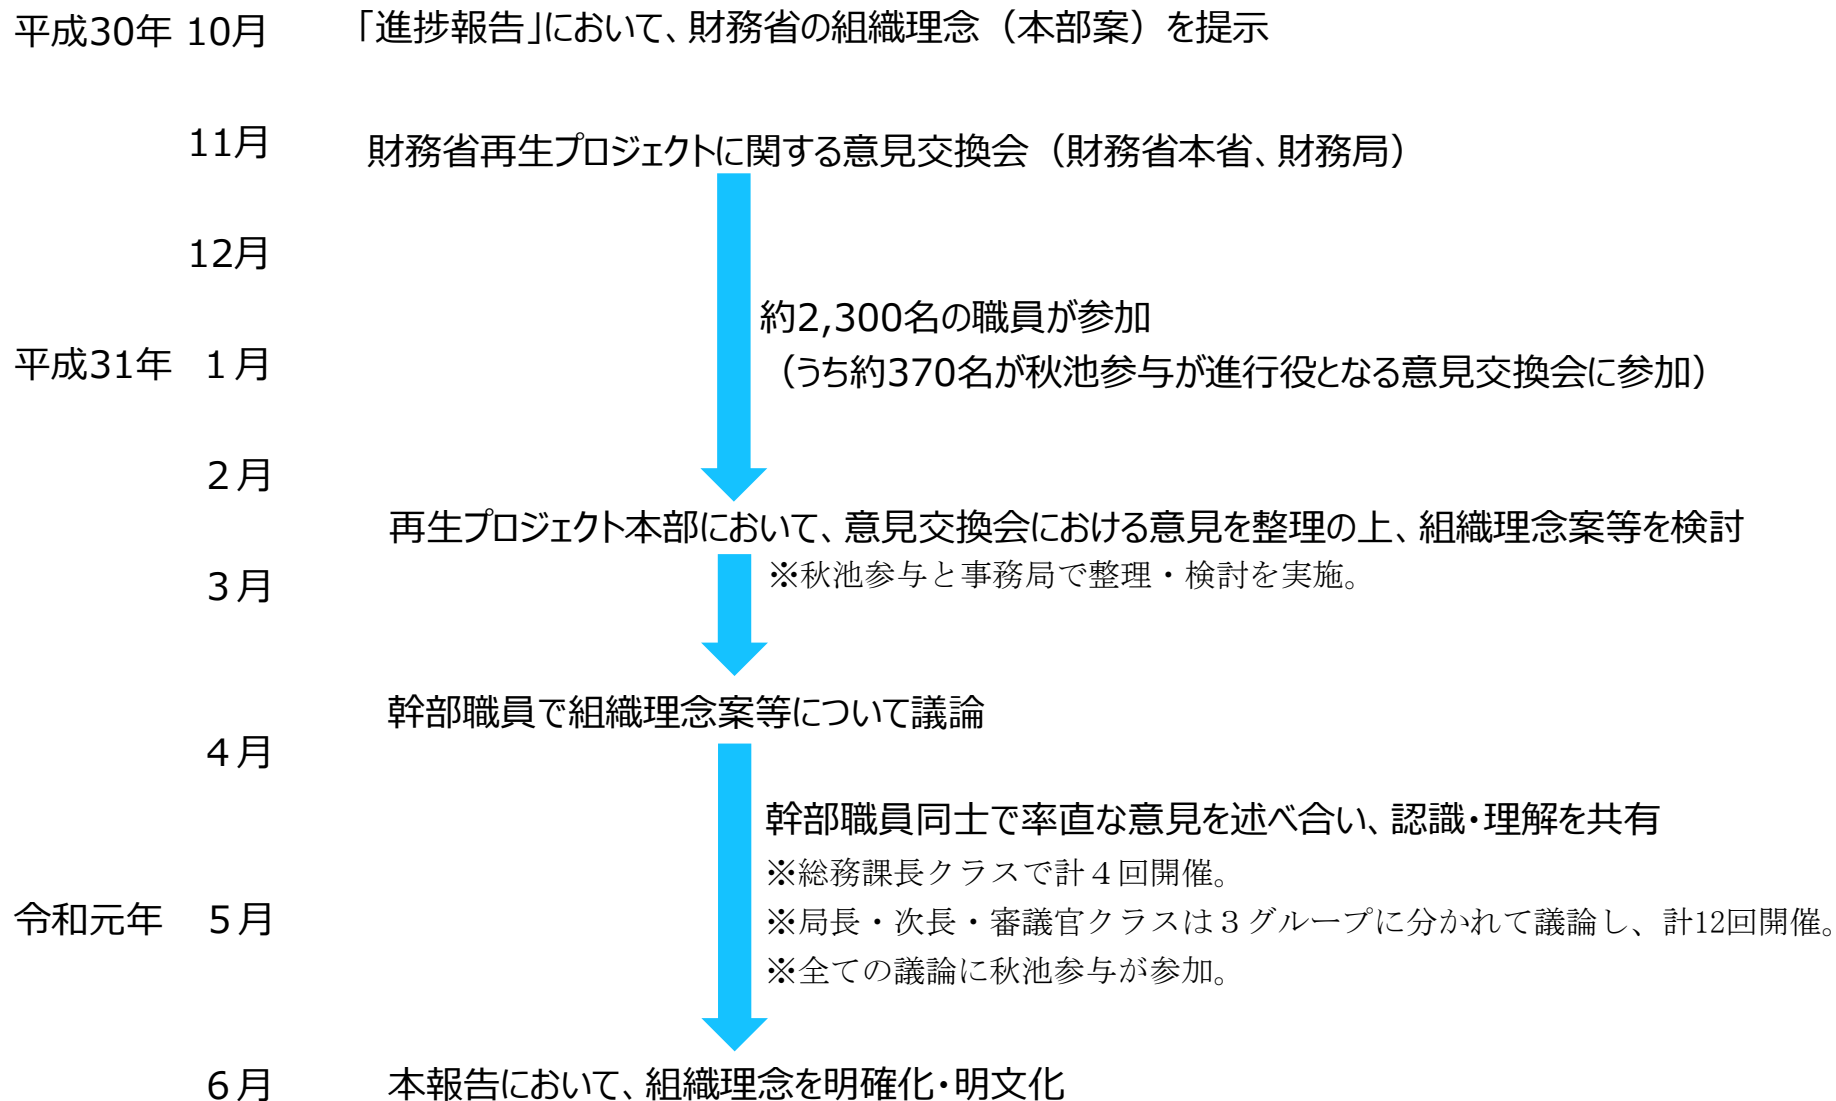 平成30年 10月 「進捗報告」において、財務省の組織理念（本部案）を提示
11月 財務省再生プロジェクトに関する意見交換会（財務省本省、財務局）
12月
約2,300名の職員が参加
平成31年 １月 （うち約370名が秋池参与が進行役となる意見交換会に参加）
２月
再生プロジェクト本部において、意見交換会における意見を整理の上、組織理念案等を検討
３月 ※秋池参与と事務局で整理・検討を実施。
幹部職員で組織理念案等について議論
４月
幹部職員同士で率直な意見を述べ合い、認識・理解を共有
※総務課長クラスで計４回開催。
令和元年 ５月 ※局長・次長・審議官クラスは３グループに分かれて議論し、計12回開催。
※全ての議論に秋池参与が参加。
６月 本報告において、組織理念を明確化・明文化